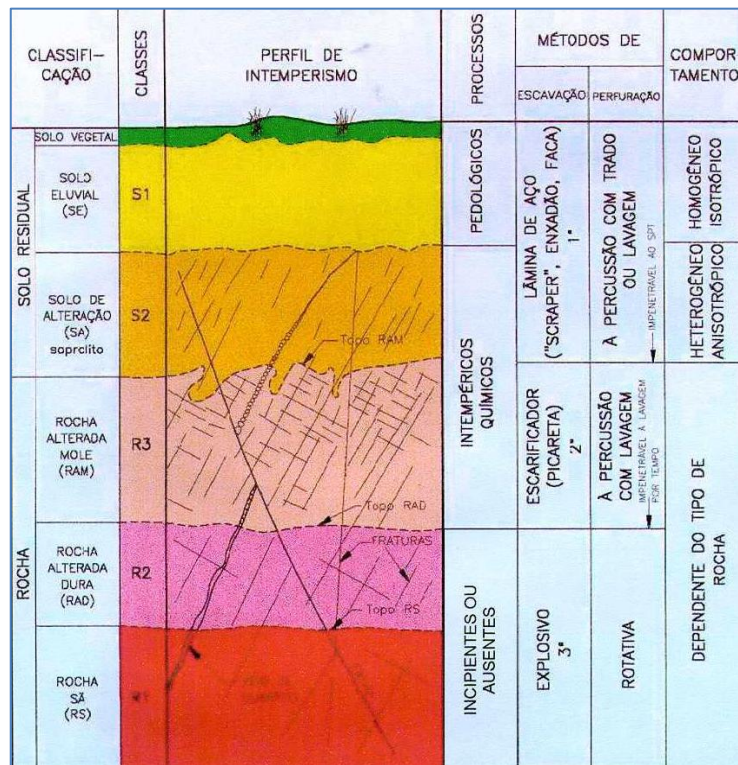 CLASSIFI-
CAÇÃO
CLASSES
PERFIL DE
INTEMPERISMO
PROCESSOS
MÉTODOS DE
ESCAVAÇÃO
PERFURAÇÃO
COMPOR
TAMENTO
SOLO RESIDUAL
SOLO VEGETAL
SOLO
ELUVIAL
(SE)
S1
PEDOLÓGICOS
LÂMINA DE AÇO
("SCRAPER", ENXADÃO, FACA)
1ª
À PERCUSSÃO COM TRADO
OU LAVAGEM
IMPENETRÁVEL AO SPT
HOMOGÊNEO
ISOTRÓPICO
SOLO DE
ALTERAÇÃO
(SA)
saprolito
S2
Topo RAM
INTEMPÉRICOS
QUÍMICOS
HETEROGÊNEO
ANISOTRÓPICO
ROCHA
ROCHA
ALTERADA
MOLE
(RAM)
R3
Topo RAD
ESCARIFICADOR
(PICARETA)
2ª
À PERCUSSÃO
COM LAVAGEM
IMPENETRÁVEL À LAVAGEM
POR TEMPO
DEPENDENTE DO TIPO DE
ROCHA
ROCHA
ALTERADA
DURA
(RAD)
R2
FRATURAS
Topo RS
INCIPIENTES OU
AUSENTES
EXPLOSIVO
3ª
ROTATIVA
ROCHA
SÃ
(RS)